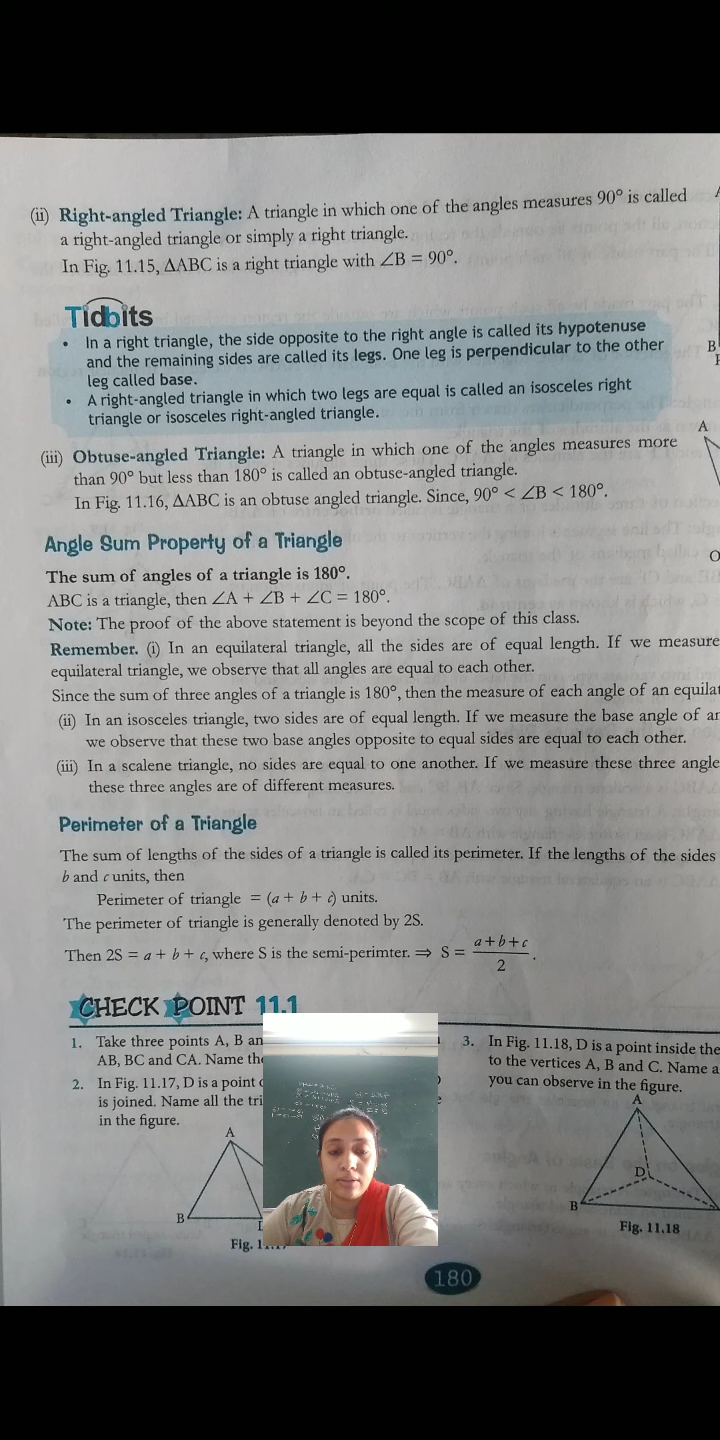 (ii) Right-angled Triangle: A triangle in which one of the angles measures 90° is called
a right-angled triangle or simply a right triangle.
In Fig. 11.15, ΔABC is a right triangle with ∠B = 90°.
Tidbits
• In a right triangle, the side opposite to the right angle is called its hypotenuse
and the remaining sides are called its legs. One leg is perpendicular to the other
leg called base.
• A right-angled triangle in which two legs are equal is called an isosceles right
triangle or isosceles right-angled triangle.
B
A
(iii) Obtuse-angled Triangle: A triangle in which one of the angles measures more
than 90° but less than 180° is called an obtuse-angled triangle.
In Fig. 11.16, ΔABC is an obtuse angled triangle. Since, 90° < ∠B < 180°.
Angle Sum Property of a Triangle
The sum of angles of a triangle is 180°.
ABC is a triangle, then ∠A + ∠B + ∠C = 180°.
Note: The proof of the above statement is beyond the scope of this class.
Remember. (i) In an equilateral triangle, all the sides are of equal length. If we measure
equilateral triangle, we observe that all angles are equal to each other.
Since the sum of three angles of a triangle is 180°, then the measure of each angle of an
(ii) In an isosceles triangle, two sides are of equal length. If we measure the base angle of
we observe that these two base angles opposite to equal sides are equal to each other.
(iii) In a scalene triangle, no sides are equal to one another. If we measure these three angle
these three angles are of different measures.
Perimeter of a Triangle
The sum of lengths of the sides of a triangle is called its perimeter. If the lengths of the sides
b and c units, then
Perimeter of triangle = (a + b + c) units.
The perimeter of triangle is generally denoted by 2S.
Then 2S = a + b + c, where S is the semi-perimter. ⇒ S = a+b+c / 2 .
CHECK POINT 11.1
1. Take three points A, B
AB, BC and CA. Name
2. In Fig. 11.17, D is a point
is joined. Name all the
in the figure.
A
B
Fig.
3. In Fig. 11.18, D is a point inside the
to the vertices A, B and C. Name
you can observe in the figure.
A
D
B
Fig. 11.18
180